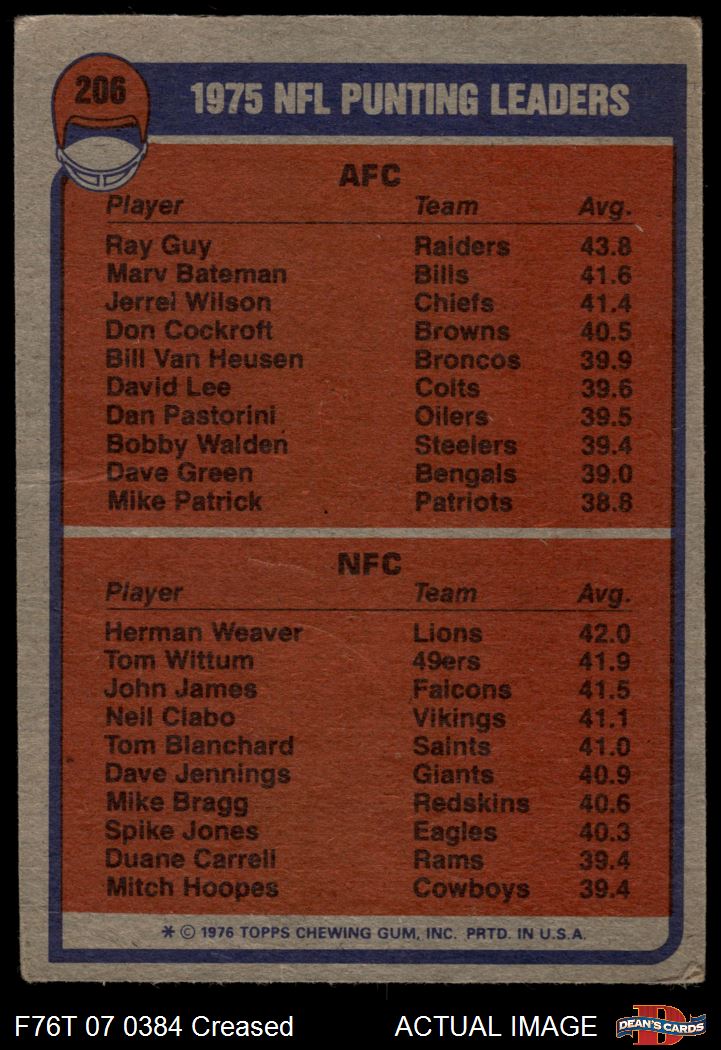 206
1975 NFL PUNTING LEADERS
AFC
Player Team Avg.
Ray Guy Raiders 43.8
Marv Bateman Bills 41.6
Jerrel Wilson Chiefs 41.4
Don Cockroft Browns 40.5
Bill Van Heusen Broncos 39.9
David Lee Colts 39.6
Dan Pastorini Oilers 39.5
Bobby Walden Steelers 39.4
Dave Green Bengals 39.0
Mike Patrick Patriots 38.8
NFC
Player Team Avg.
Herman Weaver Lions 42.0
Tom Wittum 49ers 41.9
John James Falcons 41.5
Neil Clabo Vikings 41.1
Tom Blanchard Saints 41.0
Dave Jennings Giants 40.9
Mike Bragg Redskins 40.6
Spike Jones Eagles 40.3
Duane Carrell Rams 39.4
Mitch Hoopes Cowboys 39.4
* © 1976 TOPPS CHEWING GUM, INC. PRTD. IN U.S.A.
F76T 07 0384 Creased ACTUAL IMAGE D DEAN'S CARDS